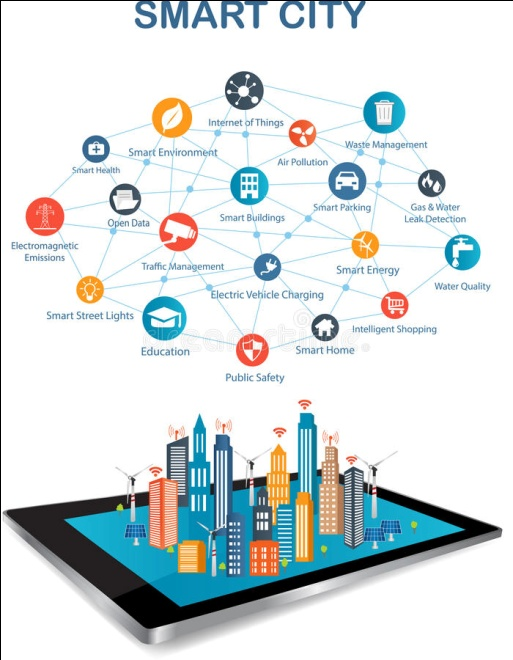 SMART CITY
Internet of Things
Smart Environment
Waste Management
Air Pollution
Smart Health
Open Data
Smart Buildings
Smart Parking
Gas & Water
Leak Detection
Electromagnetic
Emissions
Traffic Management
Smart Energy
Water Quality
Electric Vehicle Charging
Smart Street Lights
Education
Intelligent Shopping
Smart Home
Public Safety